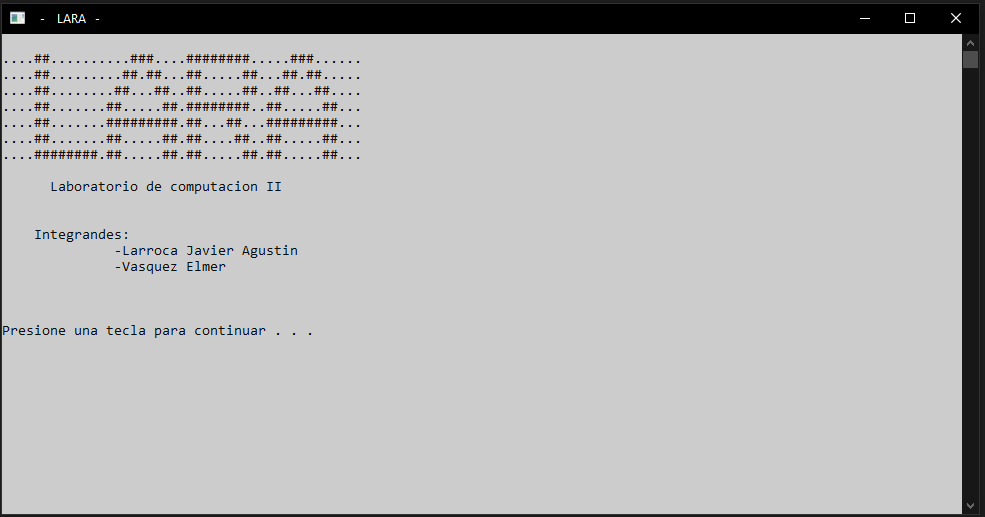 - LARA -
....##..........###....########.....###......
....##.........##.##...##.....##...##.##.....
....##........##...##..##.....##..##...##....
....##.......##.....##.########..##.....##...
....##.......#########.##...##...#########...
....##.......##.....##.##....##..##.....##...
....########.##.....##.##.....##.##.....##...
Laboratorio de computacion II
Integrandes:
-Larroca Javier Agustin
-Vasquez Elmer
Presione una tecla para continuar . . .